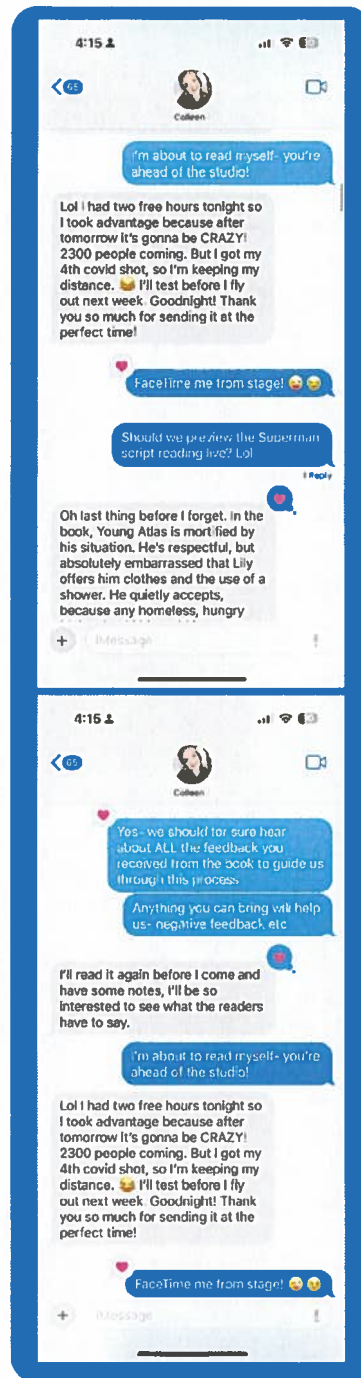 4:15
65
Colleen
I'm about to read myself- you're
ahead of the studio!
Lol I had two free hours tonight so
I took advantage because after
tomorrow it's gonna be CRAZY!
2300 people coming. But I got my
4th covid shot, so I'm keeping my
distance. 😂 I'll test before I fly
out next week. Goodnight! Thank
you so much for sending it at the
perfect time!
FaceTime me from stage!
Should we preview the Superman
script reading live? Lol
1 Reply
Oh last thing before I forget. In the
book, Young Atlas is mortified by
his situation. He's respectful, but
absolutely embarrassed that Lily
offers him clothes and the use of a
shower. He quietly accepts,
because any homeless, hungry
iMessage
4:15
65
Colleen
Yes- we should for sure hear
about ALL the feedback you
received from the book to guide us
through this process
Anything you can bring will help
us- negative feedback etc
I'll read it again before I come and
have some notes, I'll be so
interested to see what the readers
have to say.
I'm about to read myself- you're
ahead of the studio!
Lol I had two free hours tonight so
I took advantage because after
tomorrow it's gonna be CRAZY!
2300 people coming. But I got my
4th covid shot, so I'm keeping my
distance. 😂 I'll test before I fly
out next week. Goodnight! Thank
you so much for sending it at the
perfect time!
FaceTime me from stage!
iMessage